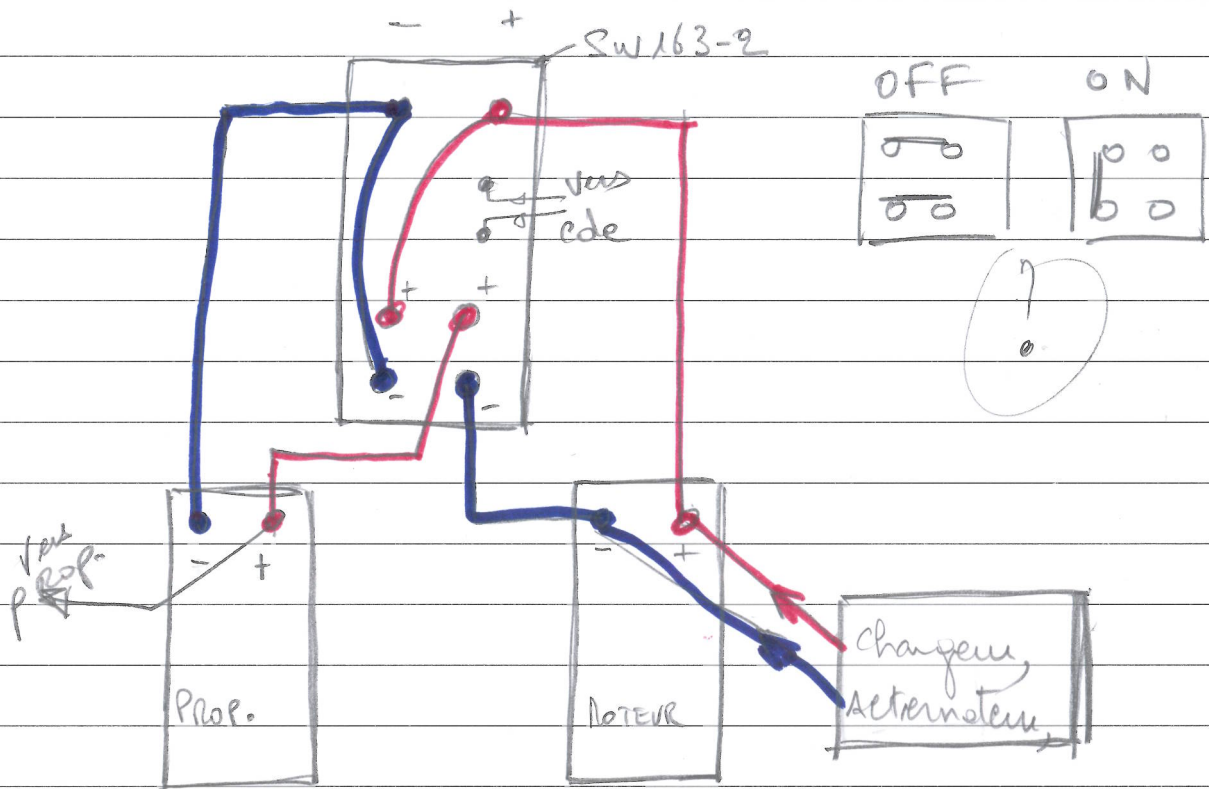 - +
SW163-2
OFF ON
vers
cde
?
+ +
- -
- +
- +
vers
PROP.
Chargeur,
Alternateur
PROP.
MOTEUR